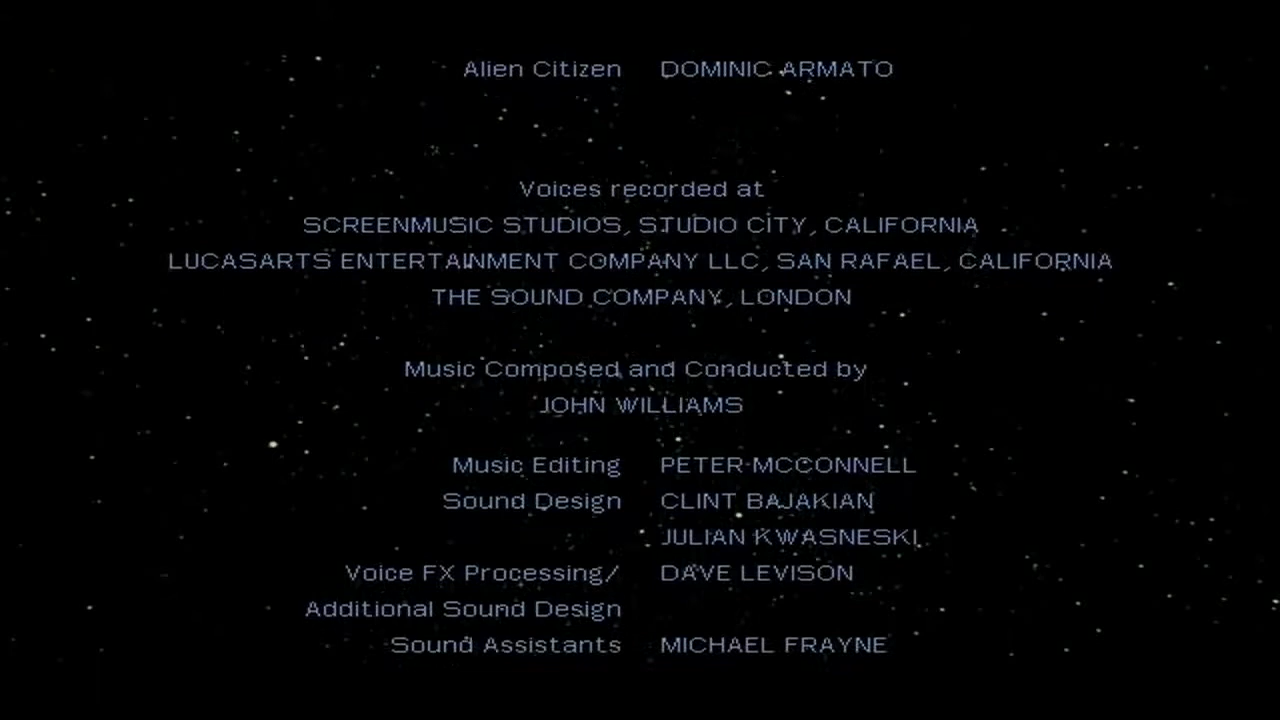 Alien Citizen DOMINIC ARMATO
Voices recorded at
SCREENMUSIC STUDIOS, STUDIO CITY, CALIFORNIA
LUCASARTS ENTERTAINMENT COMPANY LLC, SAN RAFAEL, CALIFORNIA
THE SOUND COMPANY, LONDON
Music Composed and Conducted by
JOHN WILLIAMS
Music Editing PETER MCCONNELL
Sound Design CLINT BAJAKIAN
JULIAN KWASNESKI
Voice FX Processing/ DAVE LEVISON
Additional Sound Design
Sound Assistants MICHAEL FRAYNE